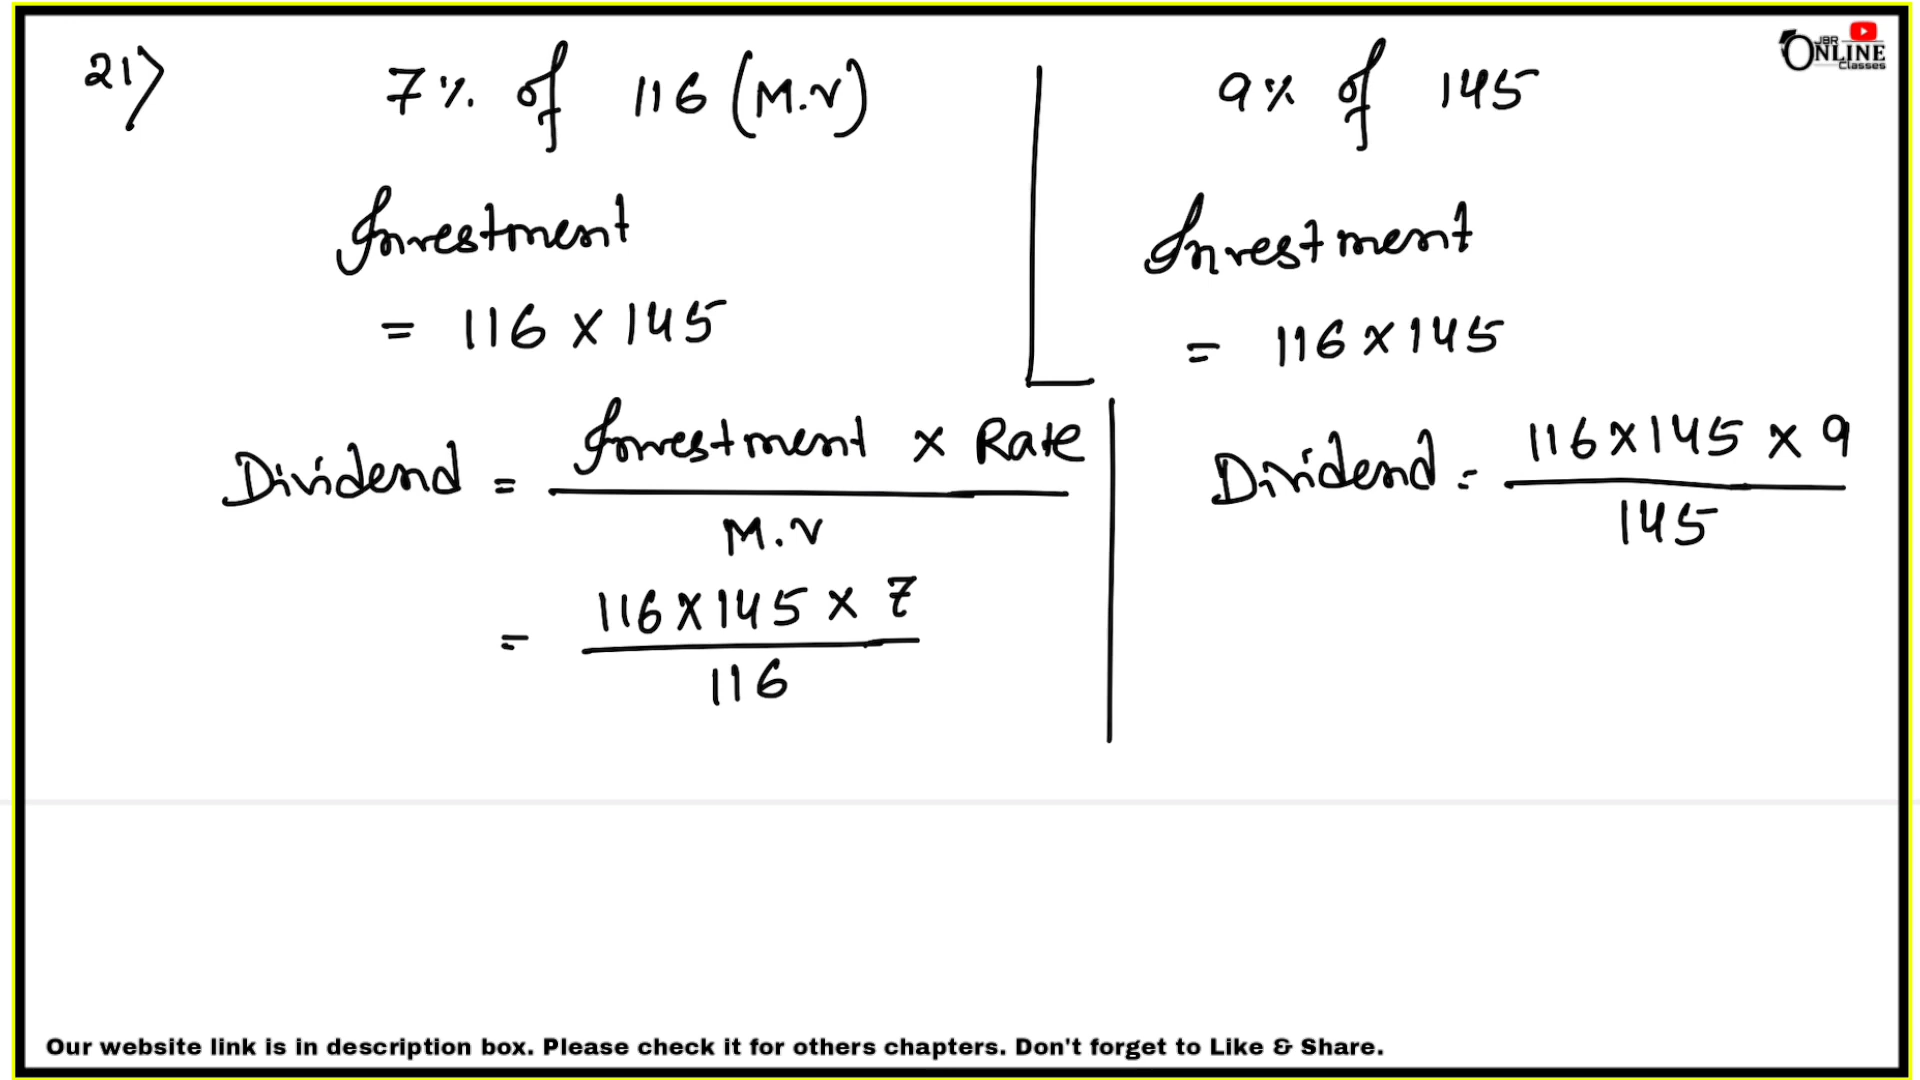 21)
7% of 116 (M.V)
Investment
= 116 x 145
Dividend = Investment x Rate / M.V
= 116 x 145 x 7 / 116
JBR
ONLINE
Classes
9% of 145
Investment
= 116 x 145
Dividend = 116 x 145 x 9 / 145
Our website link is in description box. Please check it for others chapters. Don't forget to Like & Share.